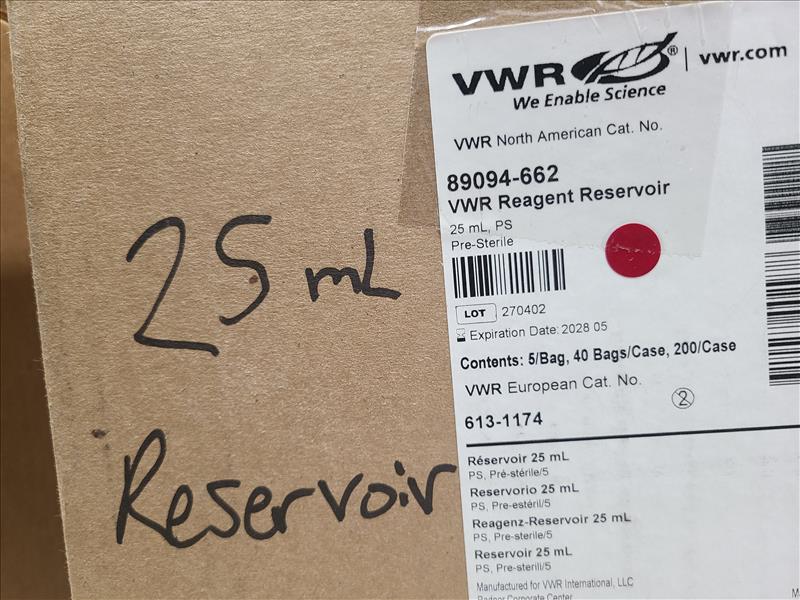 25 mL
Reservoir
VWR® | vwr.com
We Enable Science
VWR North American Cat. No.
89094-662
VWR Reagent Reservoir
25 mL, PS
Pre-Sterile
LOT 270402
Expiration Date: 2028 05
Contents: 5/Bag, 40 Bags/Case, 200/Case
VWR European Cat. No.
2
613-1174
Réservoir 25 mL
PS, Pré-stérile/5
Reservorio 25 mL
PS, Pre-estéril/5
Reagenz-Reservoir 25 mL
PS, Pre-sterile/5
Reservoir 25 mL
PS, Pre-sterili/5
Manufactured for VWR International, LLC
Radnor Corporate Center